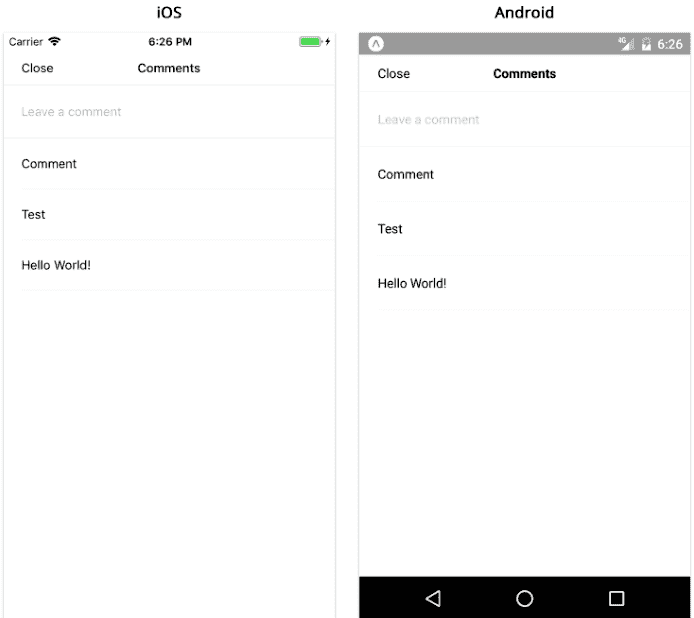 iOS
Carrier 6:26 PM
Close Comments
Leave a comment
Comment
Test
Hello World!
Android
4G 6:26
Close Comments
Leave a comment
Comment
Test
Hello World!